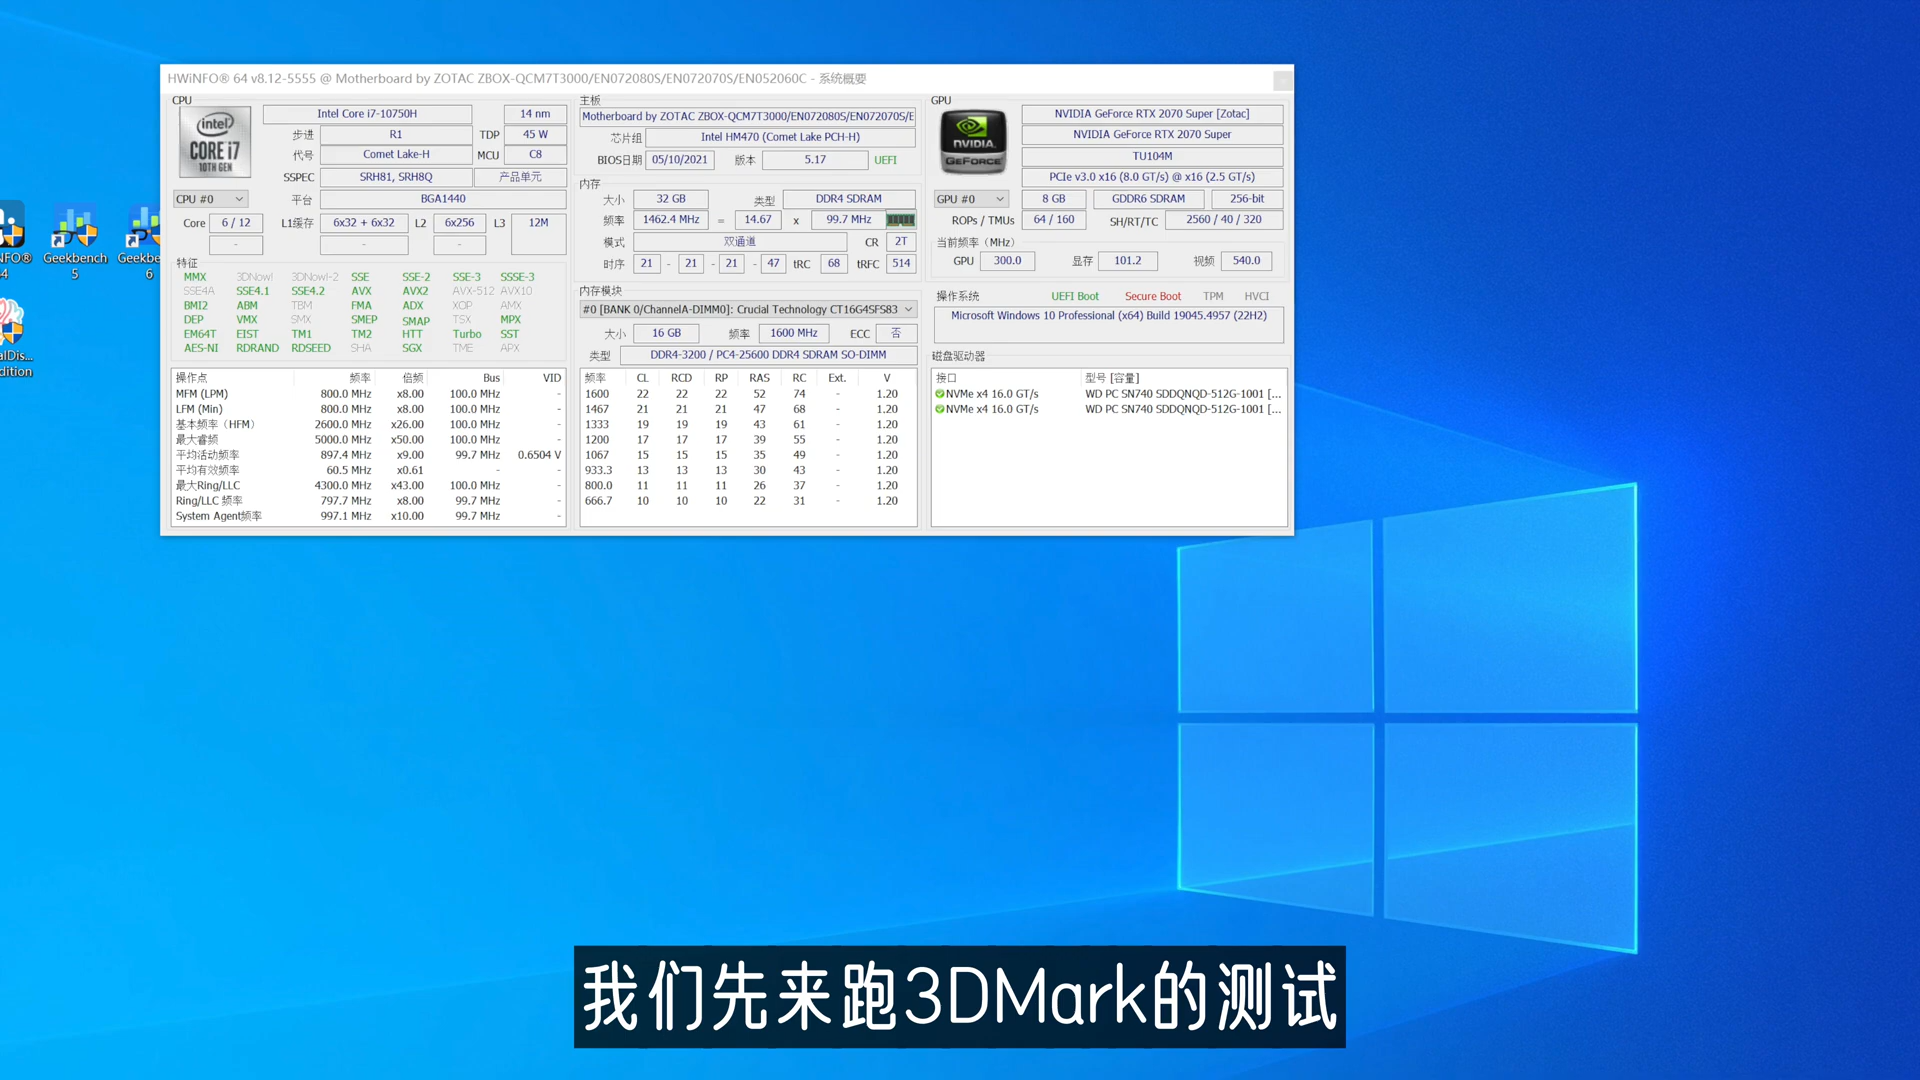 HWiNFO® 64 v8.12-5555 @ Motherboard by ZOTAC ZBOX-QCM7T3000/EN072080S/EN072070S/EN052060C - 系统概要
CPU
intel CORE i7 10TH GEN
Intel Core i7-10750H
14 nm
步进 R1 TDP 45 W
代号 Comet Lake-H MCU C8
SSPEC SRH81, SRH8Q 产品单元
CPU #0 平台 BGA1440
Core 6 / 12 L1缓存 6x32 + 6x32 L2 6x256 L3 12M
- - -
特征
MMX 3DNow! 3DNow!-2 SSE SSE-2 SSE-3 SSSE-3
SSE4A SSE4.1 SSE4.2 AVX AVX2 AVX-512 AVX10
BMI2 ABM TBM FMA ADX XOP AMX
DEP VMX SMX SMEP SMAP TSX MPX
EM64T EIST TM1 TM2 HTT Turbo SST
AES-NI RDRAND RDSEED SHA SGX TME APX
操作点 频率 倍频 Bus VID
MFM (LPM) 800.0 MHz x8.00 100.0 MHz -
LFM (Min) 800.0 MHz x8.00 100.0 MHz -
基本频率（HFM） 2600.0 MHz x26.00 100.0 MHz -
最大睿频 5000.0 MHz x50.00 100.0 MHz -
平均活动频率 897.4 MHz x9.00 99.7 MHz 0.6504 V
平均有效频率 60.5 MHz x0.61 - -
最大Ring/LLC 4300.0 MHz x43.00 100.0 MHz -
Ring/LLC 频率 797.7 MHz x8.00 99.7 MHz -
System Agent频率 997.1 MHz x10.00 99.7 MHz -
主板
Motherboard by ZOTAC ZBOX-QCM7T3000/EN072080S/EN072070S/E
芯片组 Intel HM470 (Comet Lake PCH-H)
BIOS日期 05/10/2021 版本 5.17 UEFI
内存
大小 32 GB 类型 DDR4 SDRAM
频率 1462.4 MHz = 14.67 x 99.7 MHz
模式 双通道 CR 2T
时序 21 - 21 - 21 - 47 tRC 68 tRFC 514
内存模块
#0 [BANK 0/ChannelA-DIMM0]: Crucial Technology CT16G4SFS83
大小 16 GB 频率 1600 MHz ECC 否
类型 DDR4-3200 / PC4-25600 DDR4 SDRAM SO-DIMM
频率 CL RCD RP RAS RC Ext. V
1600 22 22 22 52 74 - 1.20
1467 21 21 21 47 68 - 1.20
1333 19 19 19 43 61 - 1.20
1200 17 17 17 39 55 - 1.20
1067 15 15 15 35 49 - 1.20
933.3 13 13 13 30 43 - 1.20
800.0 11 11 11 26 37 - 1.20
666.7 10 10 10 22 31 - 1.20
GPU
NVIDIA GEFORCE
NVIDIA GeForce RTX 2070 Super [Zotac]
NVIDIA GeForce RTX 2070 Super
TU104M
PCIe v3.0 x16 (8.0 GT/s) @ x16 (2.5 GT/s)
GPU #0 8 GB GDDR6 SDRAM 256-bit
ROPs / TMUs 64 / 160 SH/RT/TC 2560 / 40 / 320
当前频率（MHz）
GPU 300.0 显存 101.2 视频 540.0
操作系统 UEFI Boot Secure Boot TPM HVCI
Microsoft Windows 10 Professional (x64) Build 19045.4957 (22H2)
磁盘驱动器
接口 型号 [容量]
NVMe x4 16.0 GT/s WD PC SN740 SDDQNQD-512G-1001 [...
NVMe x4 16.0 GT/s WD PC SN740 SDDQNQD-512G-1001 [...
NFO®
4
Geekbench
5
Geekbe
6
alDis...
dition
我们先来跑3DMark的测试